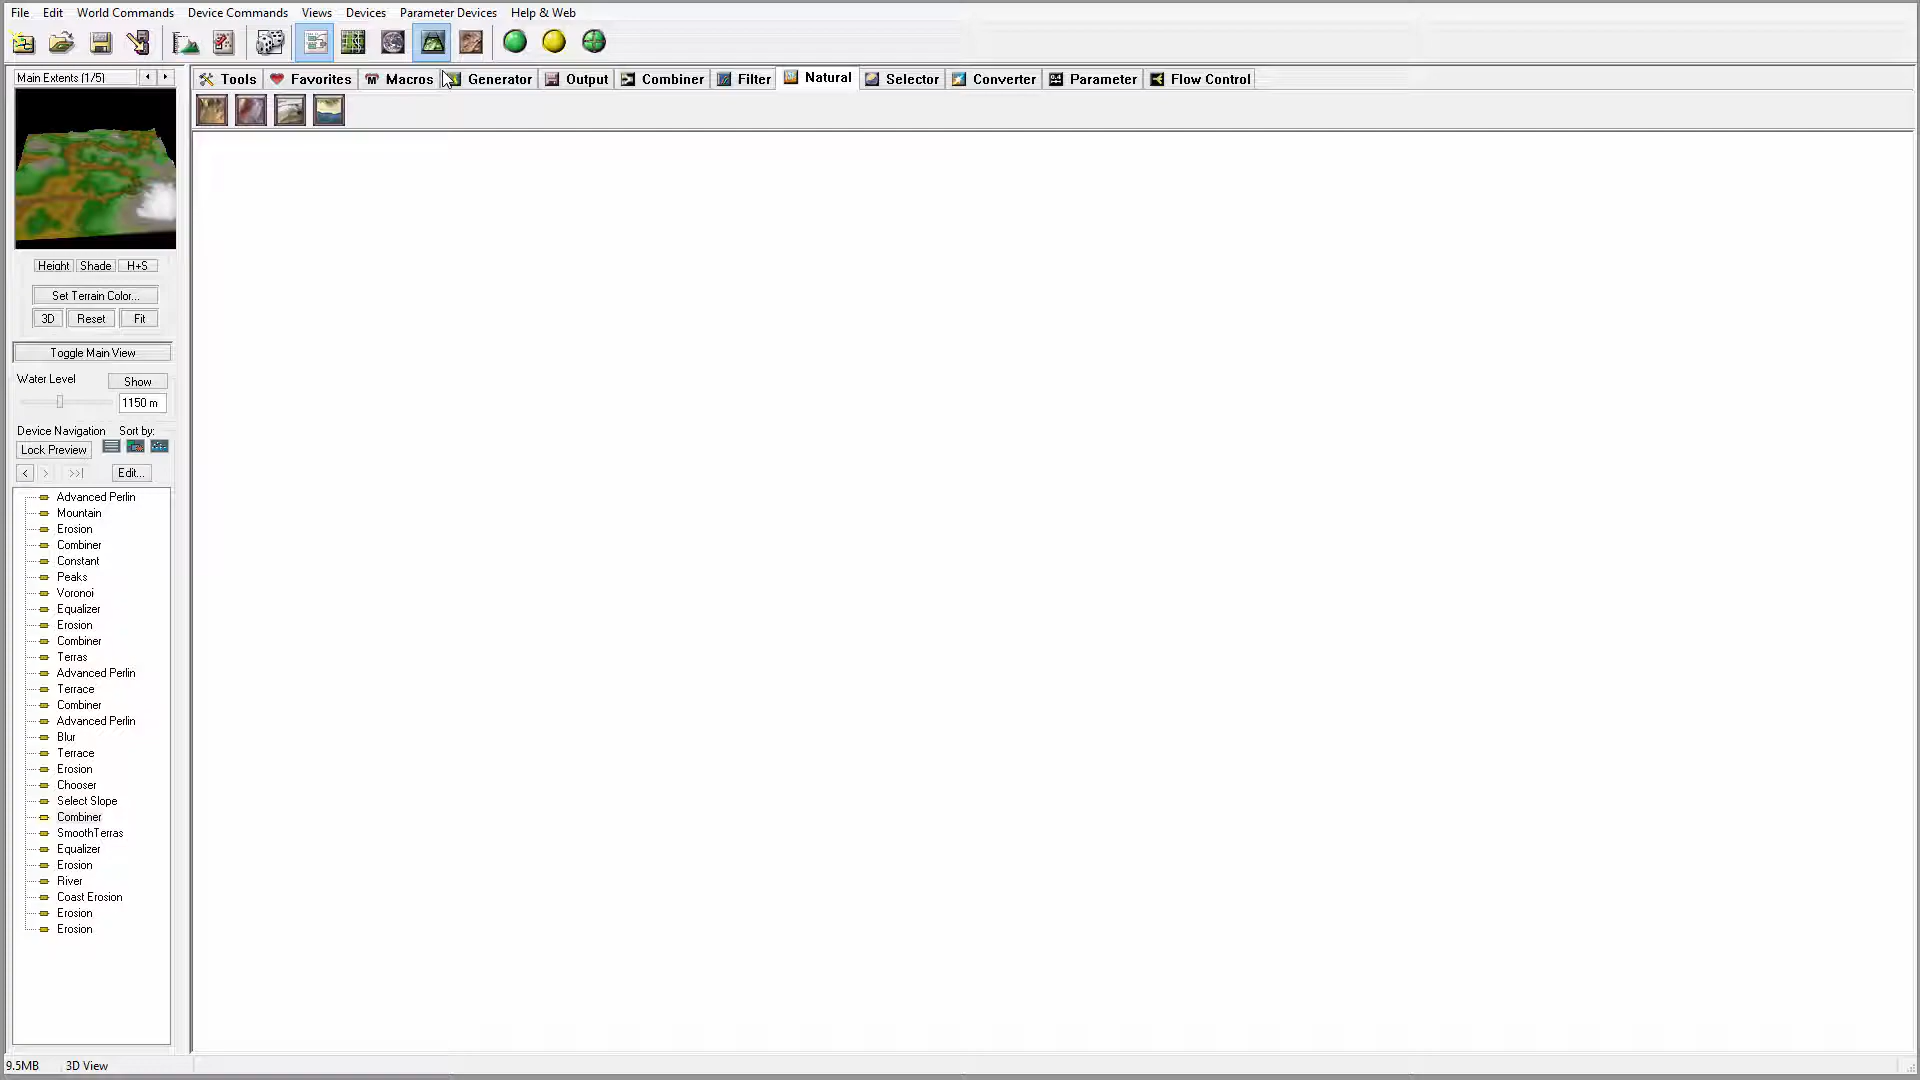 File Edit World Commands Device Commands Views Devices Parameter Devices Help & Web
Main Extents (1/5)
Tools Favorites Macros Generator Output Combiner Filter Natural Selector Converter Parameter Flow Control
Height Shade H+S
Set Terrain Color...
3D Reset Fit
Toggle Main View
Water Level Show
1150 m
Device Navigation Sort by:
Lock Preview
< > >>| Edit...
Advanced Perlin
Mountain
Erosion
Combiner
Constant
Peaks
Voronoi
Equalizer
Erosion
Combiner
Terras
Advanced Perlin
Terrace
Combiner
Advanced Perlin
Blur
Terrace
Erosion
Chooser
Select Slope
Combiner
SmoothTerras
Equalizer
Erosion
River
Coast Erosion
Erosion
Erosion
9.5MB 3D View